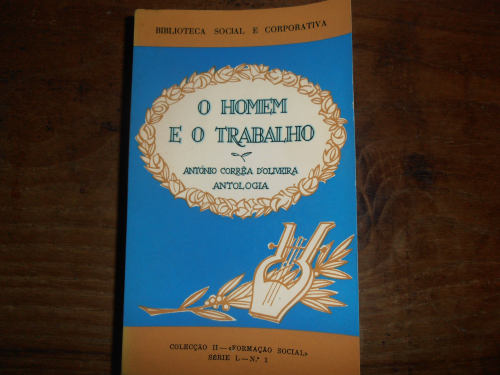 BIBLIOTECA SOCIAL E CORPORATIVA
O HOMEM
E O TRABALHO
ANTÓNIO CORRÊA D'OLIVEIRA
ANTOLOGIA
COLECÇÃO II — «FORMAÇÃO SOCIAL»
SÉRIE L — N.º 1